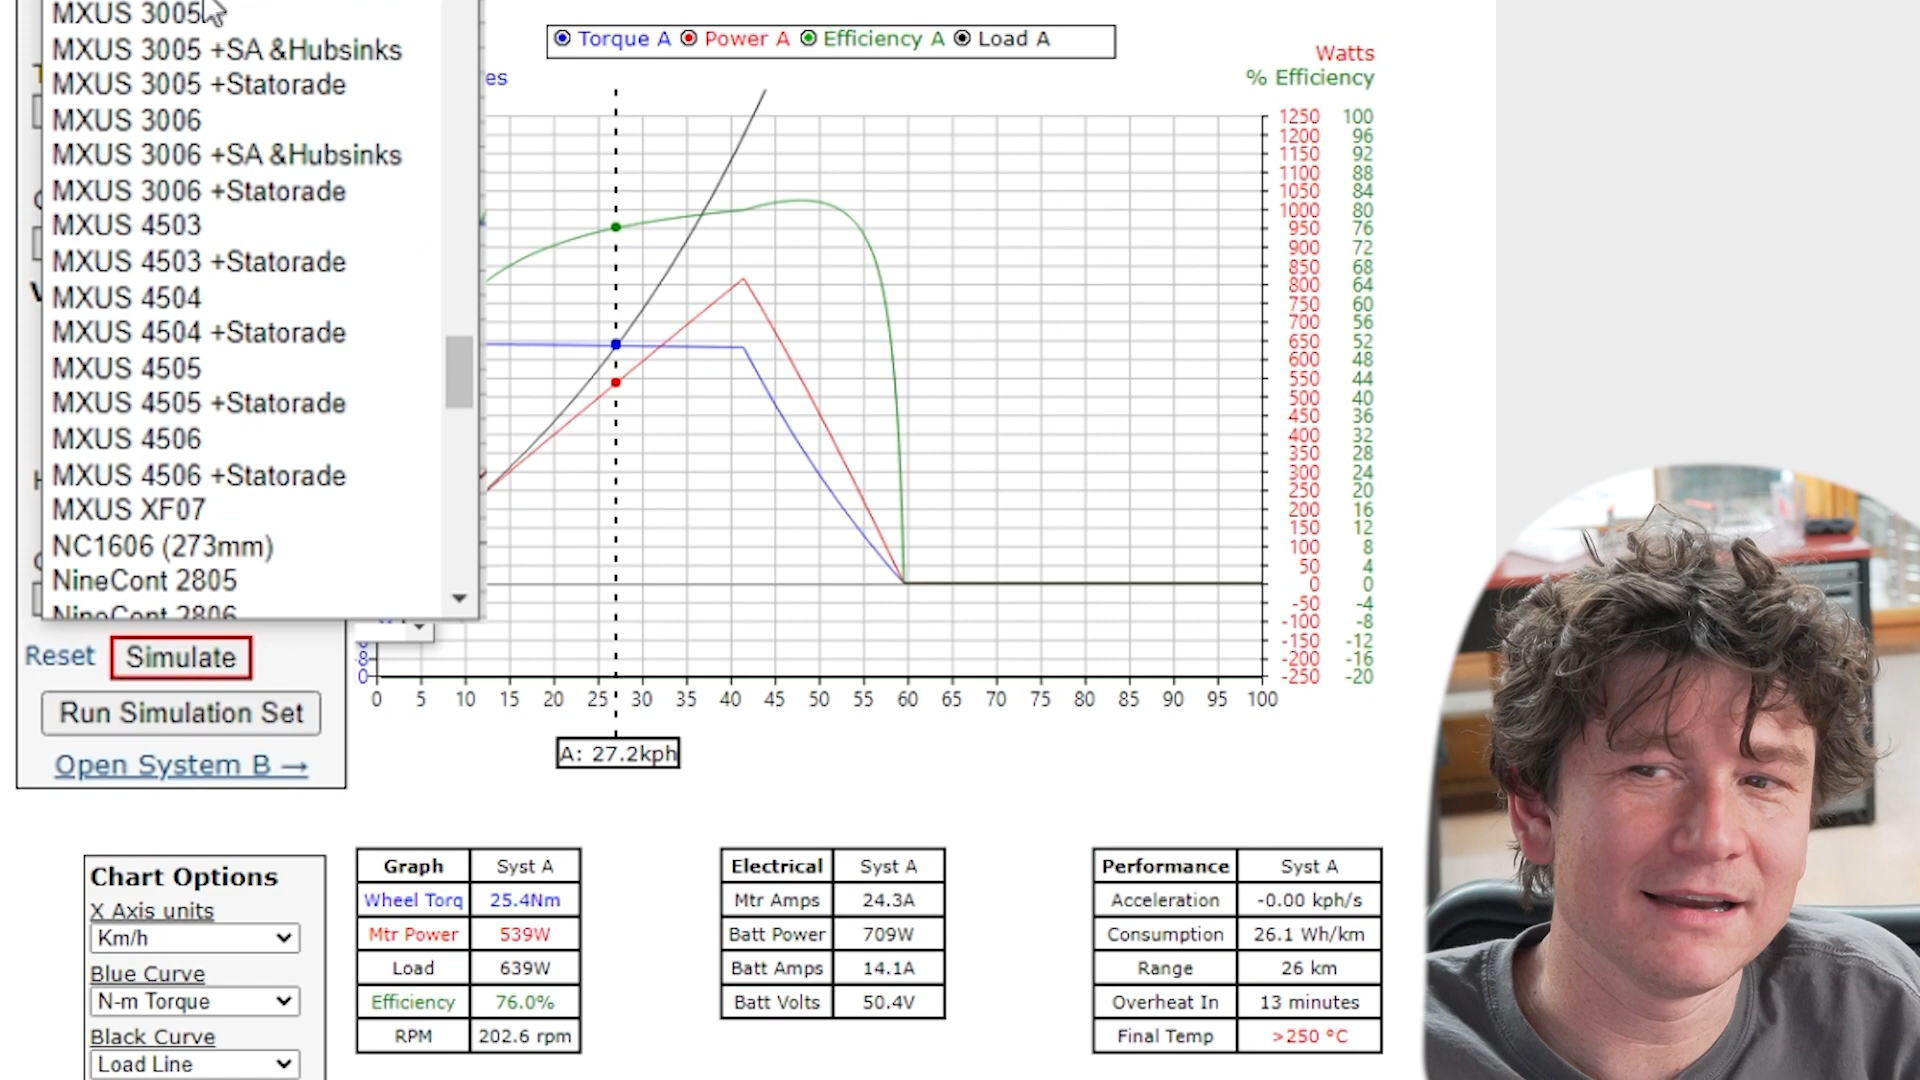 MXUS 3005
MXUS 3005 +SA &Hubsinks
MXUS 3005 +Statorade
MXUS 3006
MXUS 3006 +SA &Hubsinks
MXUS 3006 +Statorade
MXUS 4503
MXUS 4503 +Statorade
MXUS 4504
MXUS 4504 +Statorade
MXUS 4505
MXUS 4505 +Statorade
MXUS 4506
MXUS 4506 +Statorade
MXUS XF07
NC1606 (273mm)
NineCont 2805
NineCont 2806
Reset Simulate
Run Simulation Set
Open System B →
Torque A Power A Efficiency A Load A
es
Watts
% Efficiency
1250 100
1200 96
1150 92
1100 88
1050 84
1000 80
950 76
900 72
850 68
800 64
750 60
700 56
650 52
600 48
550 44
500 40
450 36
400 32
350 28
300 24
250 20
200 16
150 12
100 8
50 4
0 0
-50 -4
-100 -8
-150 -12
-200 -16
-250 -20
8
0
0 5 10 15 20 25 30 35 40 45 50 55 60 65 70 75 80 85 90 95 100
A: 27.2kph
Chart Options
X Axis units
Km/h
Blue Curve
N-m Torque
Black Curve
Load Line
Graph Syst A
Wheel Torq 25.4Nm
Mtr Power 539W
Load 639W
Efficiency 76.0%
RPM 202.6 rpm
Electrical Syst A
Mtr Amps 24.3A
Batt Power 709W
Batt Amps 14.1A
Batt Volts 50.4V
Performance Syst A
Acceleration -0.00 kph/s
Consumption 26.1 Wh/km
Range 26 km
Overheat In 13 minutes
Final Temp >250 °C